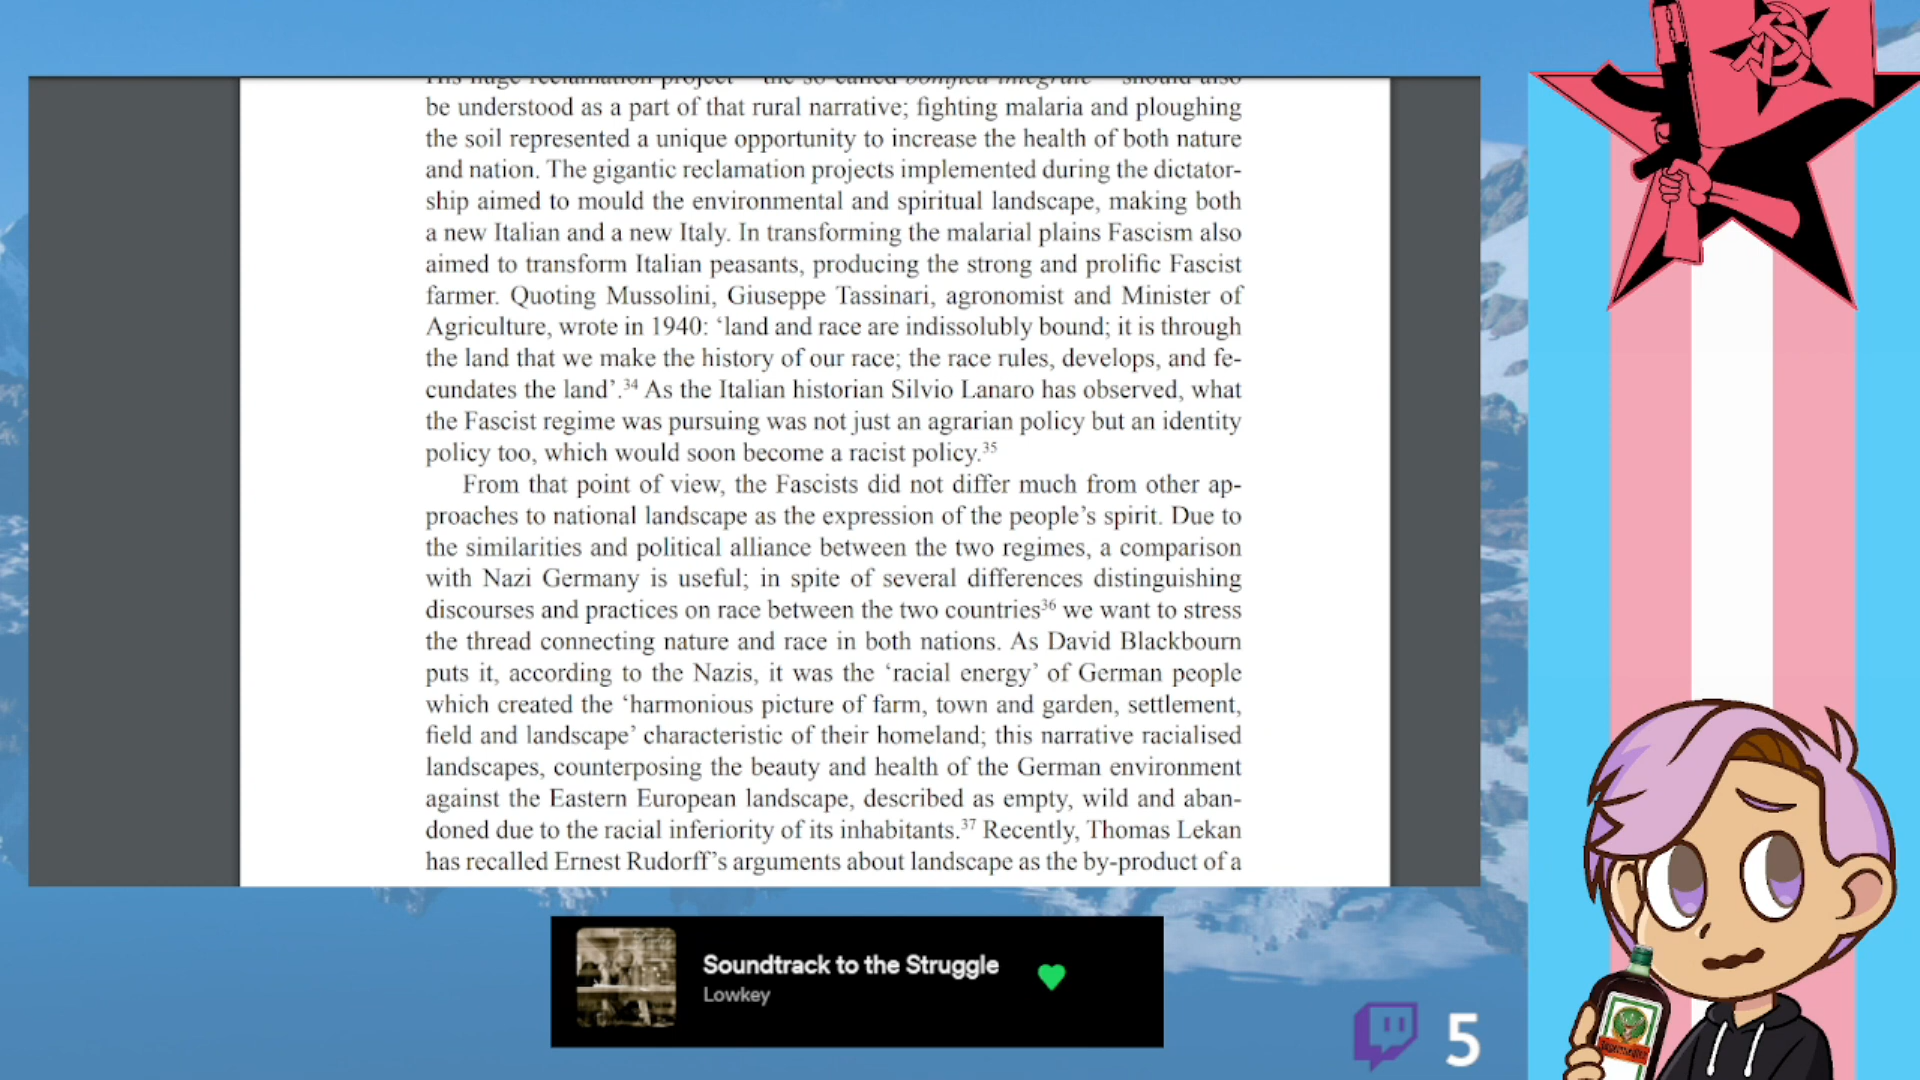 His huge reclamation project – the so-called bonifica integrale – should also
be understood as a part of that rural narrative; fighting malaria and ploughing
the soil represented a unique opportunity to increase the health of both nature
and nation. The gigantic reclamation projects implemented during the dictator-
ship aimed to mould the environmental and spiritual landscape, making both
a new Italian and a new Italy. In transforming the malarial plains Fascism also
aimed to transform Italian peasants, producing the strong and prolific Fascist
farmer. Quoting Mussolini, Giuseppe Tassinari, agronomist and Minister of
Agriculture, wrote in 1940: ‘land and race are indissolubly bound; it is through
the land that we make the history of our race; the race rules, develops, and fe-
cundates the land’.34 As the Italian historian Silvio Lanaro has observed, what
the Fascist regime was pursuing was not just an agrarian policy but an identity
policy too, which would soon become a racist policy.35
From that point of view, the Fascists did not differ much from other ap-
proaches to national landscape as the expression of the people’s spirit. Due to
the similarities and political alliance between the two regimes, a comparison
with Nazi Germany is useful; in spite of several differences distinguishing
discourses and practices on race between the two countries36 we want to stress
the thread connecting nature and race in both nations. As David Blackbourn
puts it, according to the Nazis, it was the ‘racial energy’ of German people
which created the ‘harmonious picture of farm, town and garden, settlement,
field and landscape’ characteristic of their homeland; this narrative racialised
landscapes, counterposing the beauty and health of the German environment
against the Eastern European landscape, described as empty, wild and aban-
doned due to the racial inferiority of its inhabitants.37 Recently, Thomas Lekan
has recalled Ernest Rudorff’s arguments about landscape as the by-product of a
Soundtrack to the Struggle
Lowkey
5